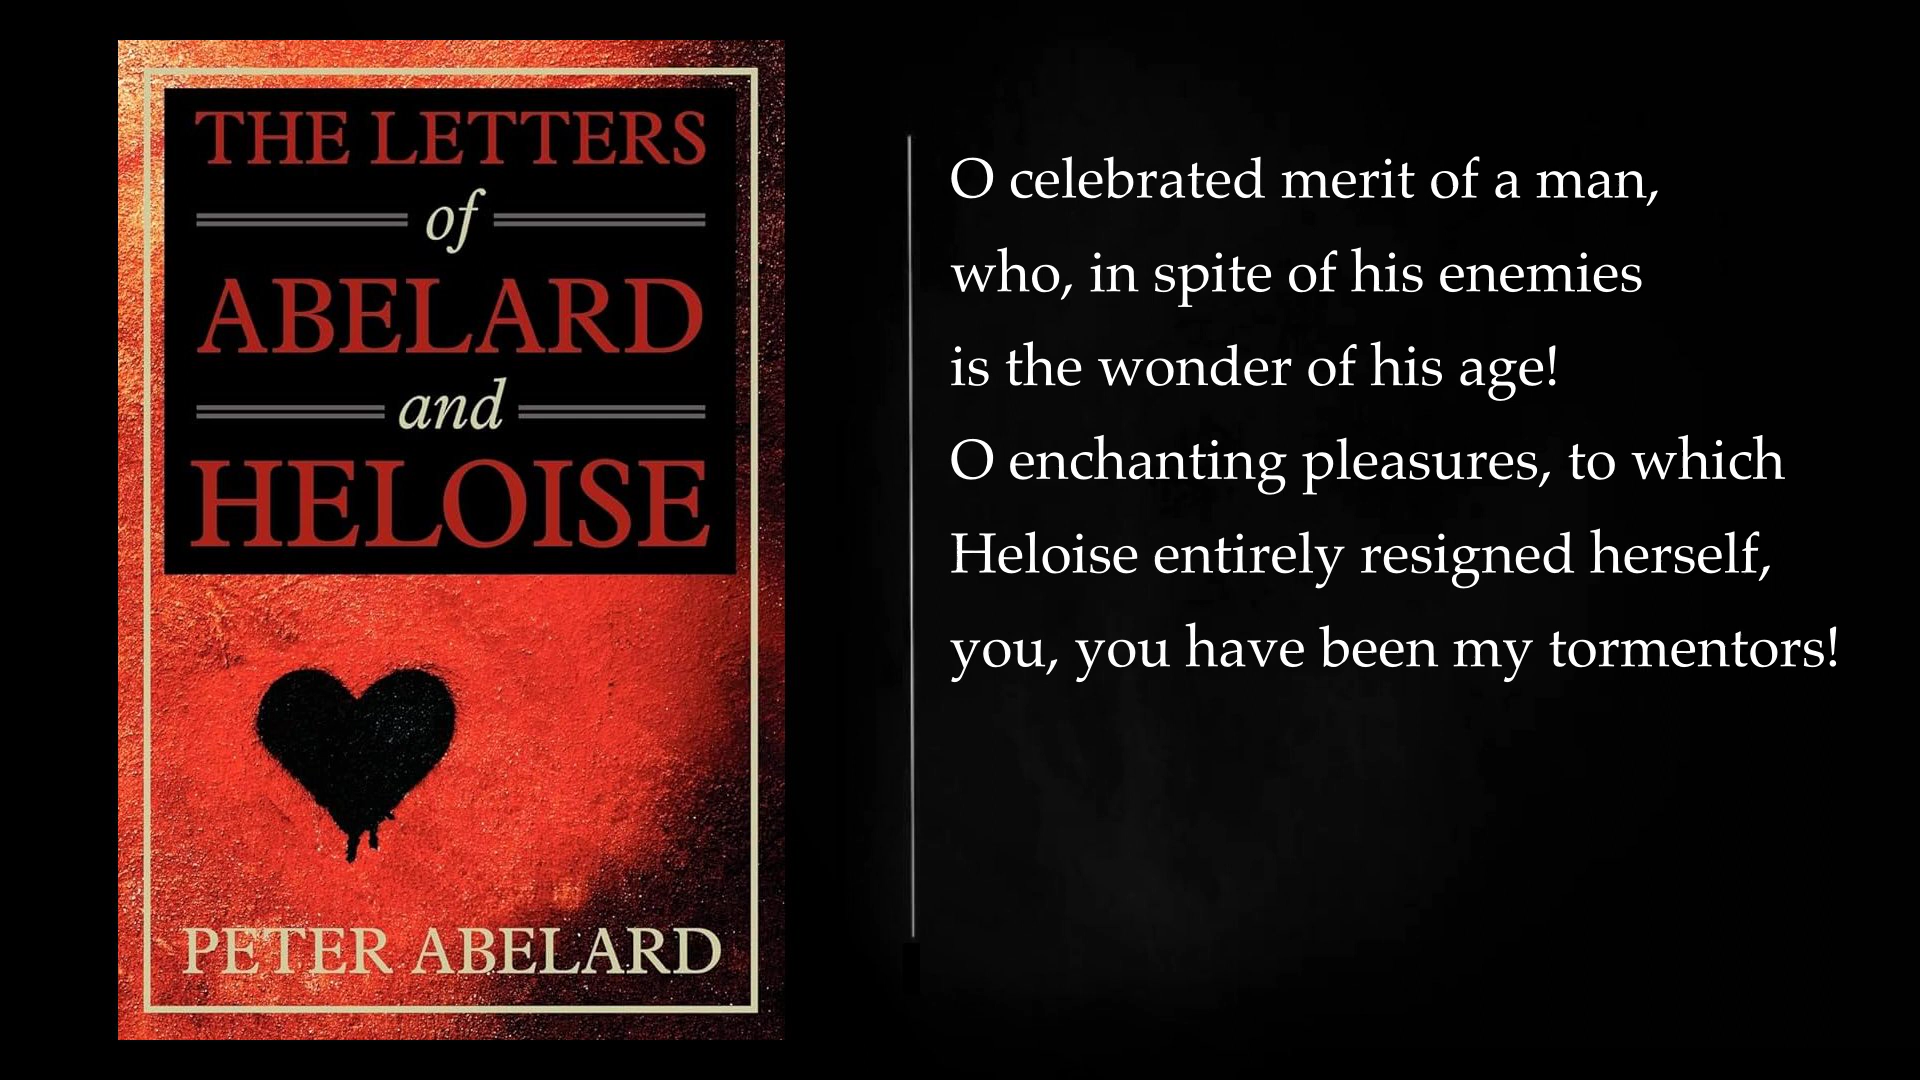 THE LETTERS
of
ABELARD
and
HELOISE
PETER ABELARD
O celebrated merit of a man,
who, in spite of his enemies
is the wonder of his age!
O enchanting pleasures, to which
Heloise entirely resigned herself,
you, you have been my tormentors!